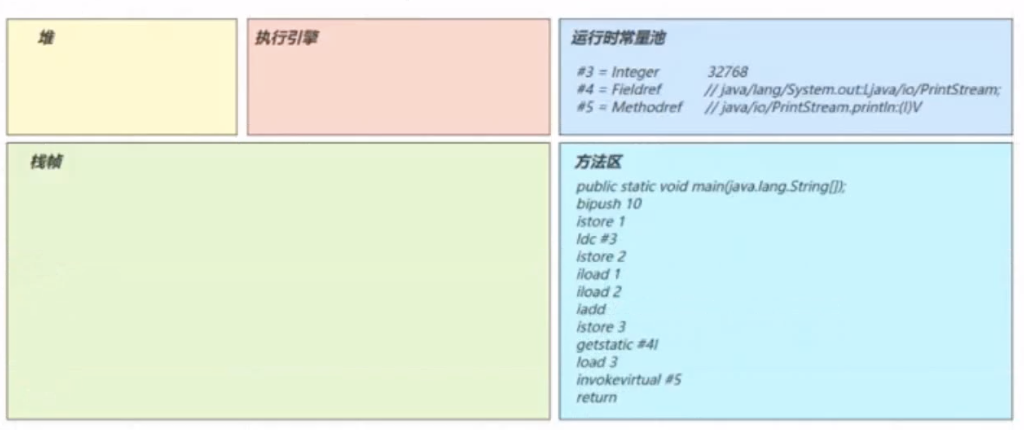 堆
执行引擎
运行时常量池
#3 = Integer 32768
#4 = Fieldref // java/lang/System.out:Ljava/io/PrintStream;
#5 = Methodref // java/io/PrintStream.println:(I)V
栈帧
方法区
public static void main(java.lang.String[]);
bipush 10
istore 1
ldc #3
istore 2
iload 1
iload 2
iadd
istore 3
getstatic #4l
load 3
invokevirtual #5
return